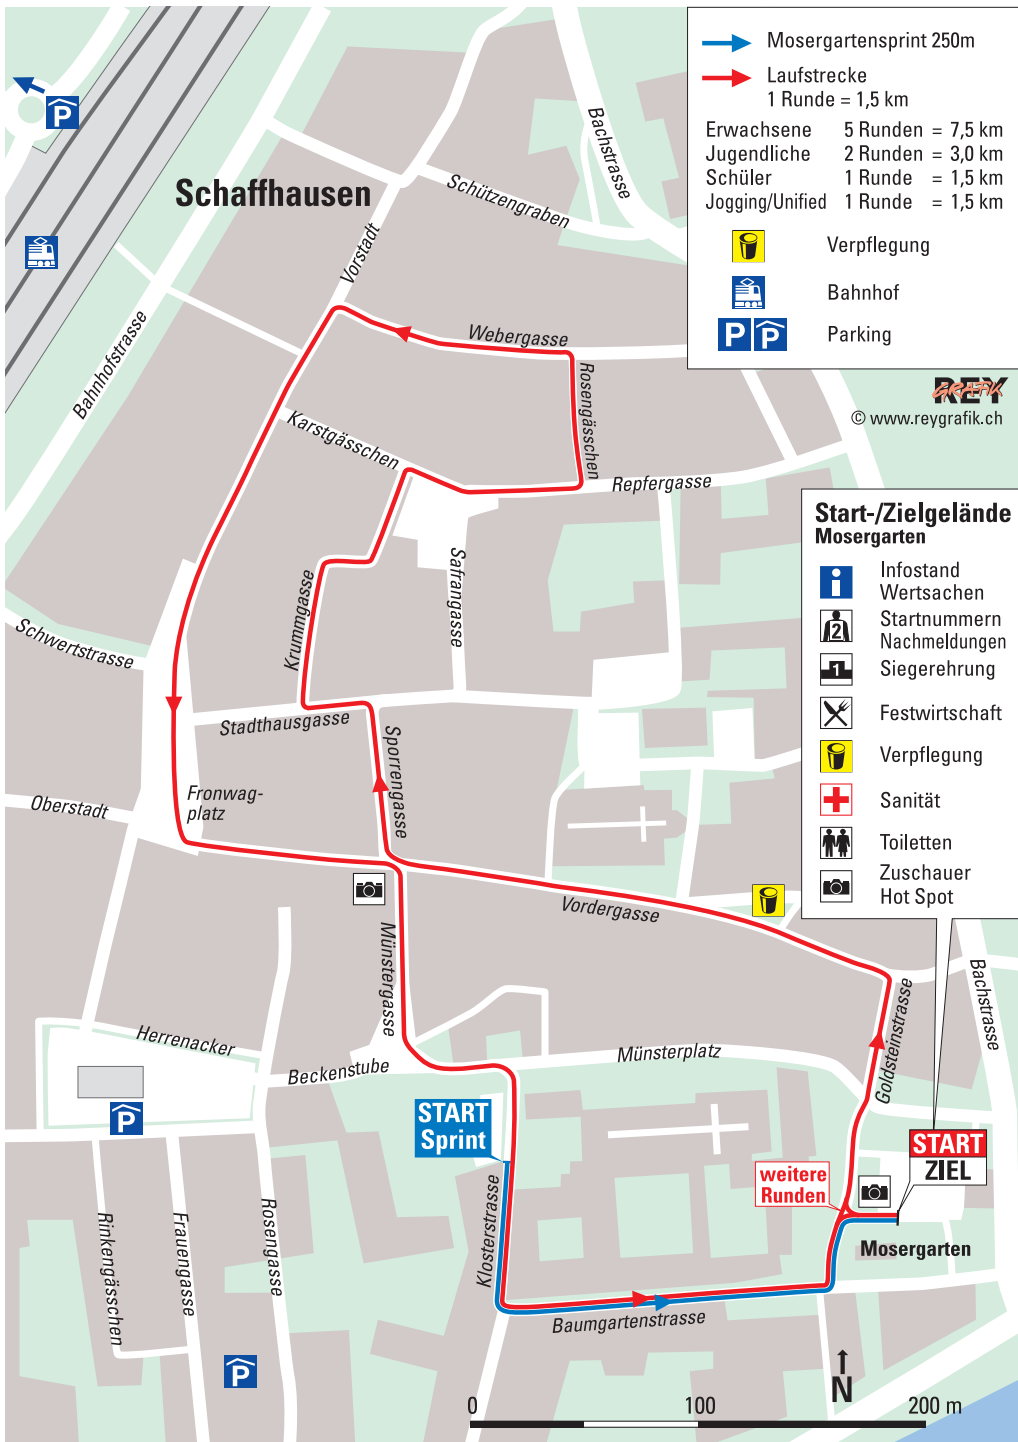 Mosergartensprint 250m
Laufstrecke
1 Runde = 1,5 km
Erwachsene 5 Runden = 7,5 km
Jugendliche 2 Runden = 3,0 km
Schüler 1 Runde = 1,5 km
Jogging/Unified 1 Runde = 1,5 km
Verpflegung
Bahnhof
P P Parking
REY
GRAFIK
© www.reygrafik.ch
Start-/Zielgelände
Mosergarten
i Infostand
Wertsachen
2 Startnummern
Nachmeldungen
1 Siegerehrung
Festwirtschaft
Verpflegung
Sanität
Toiletten
Zuschauer
Hot Spot
P
Schaffhausen
Bachstrasse
Schützengraben
Vorstadt
Webergasse
Bahnhofstrasse
Rosengässchen
Karstgässchen
Repfergasse
Safrangasse
Krummgasse
Schwertstrasse
Stadthausgasse
Sporrengasse
Oberstadt
Fronwag-
platz
Vordergasse
Münstergasse
Bachstrasse
Goldsteinstrasse
Herrenacker
Beckenstube
Münsterplatz
P
START
Sprint
START
ZIEL
weitere
Runden
Mosergarten
Klosterstrasse
Rinkengässchen
Frauengasse
Rosengasse
Baumgartenstrasse
P
N
0 100 200 m